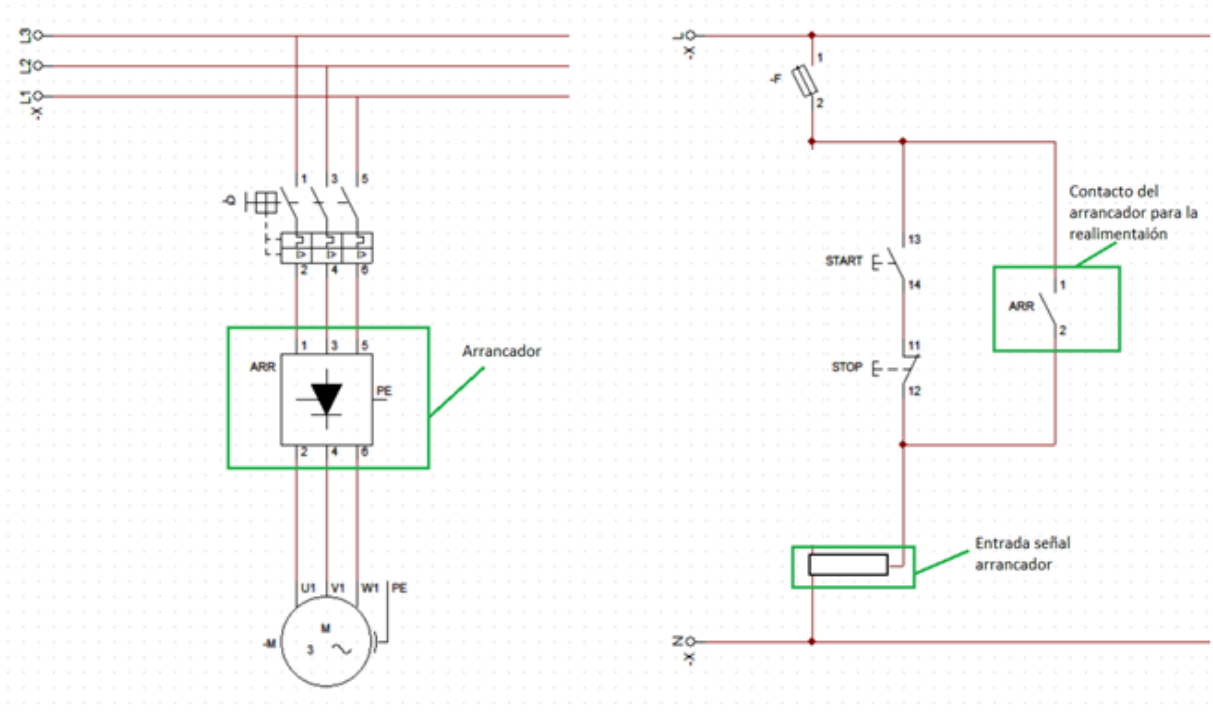 L3
L2
L1
-X
-Q
1 3 5
2 4 6
ARR
1 3 5
PE
2 4 6
Arrancador
U1 V1 W1 PE
-M
M
3
L
-X
-F
1
2
START
13
14
STOP
11
12
Contacto del
arrancador para la
realimentaión
ARR
1
2
Entrada señal
arrancador
N
-X